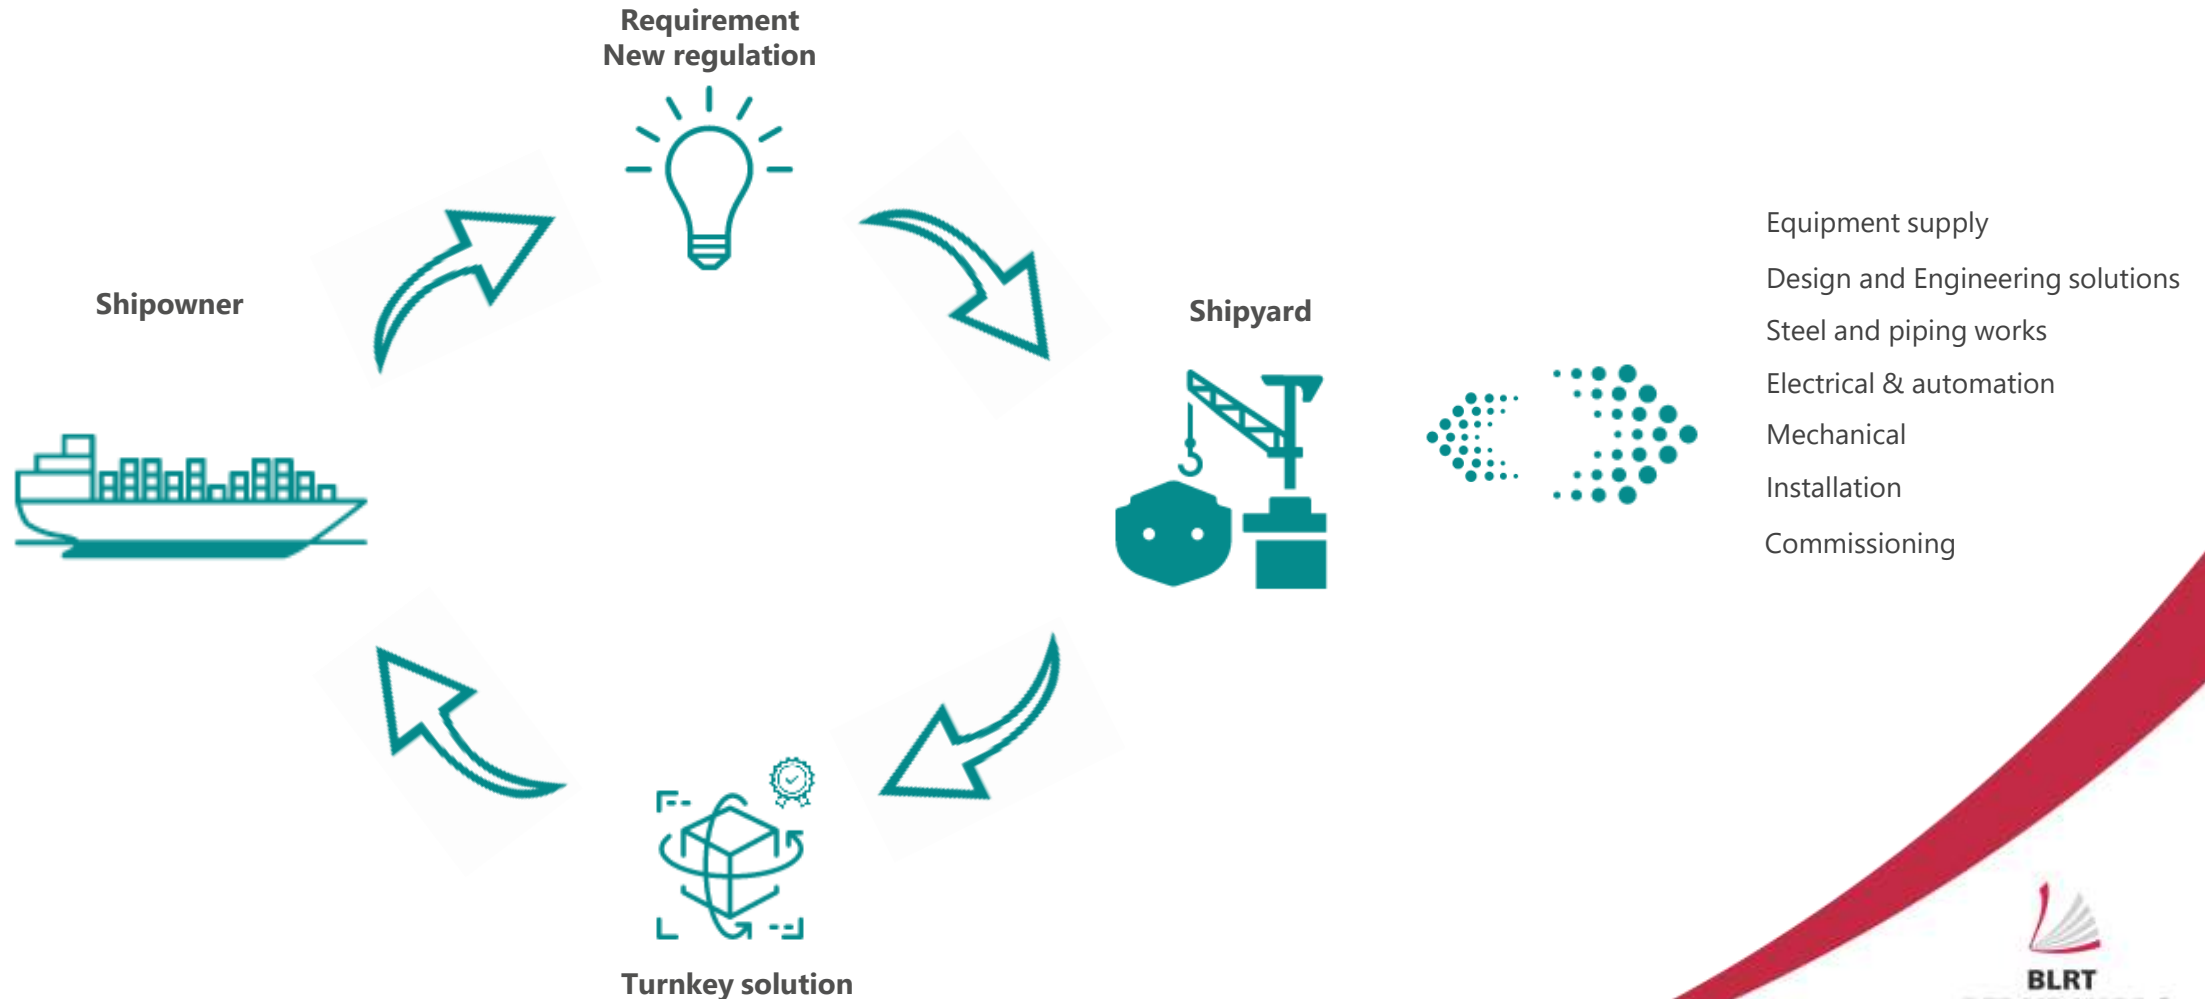 Requirement
New regulation
Shipowner
Shipyard
Equipment supply
Design and Engineering solutions
Steel and piping works
Electrical & automation
Mechanical
Installation
Commissioning
Turnkey solution
BLRT